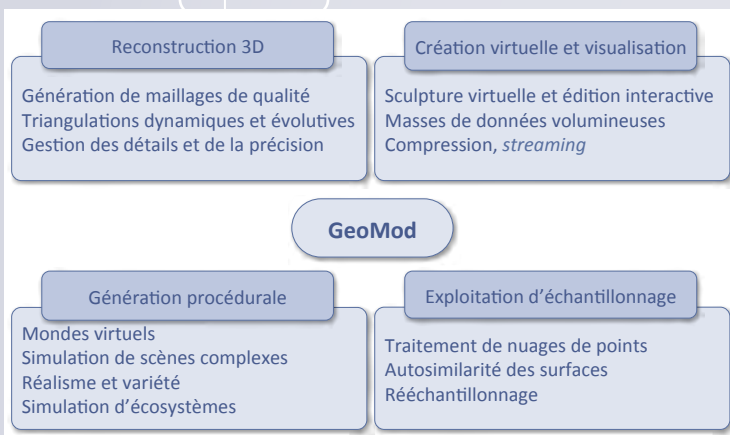 Reconstruction 3D
Génération de maillages de qualité
Triangulations dynamiques et évolutives
Gestion des détails et de la précision
Création virtuelle et visualisation
Sculpture virtuelle et édition interactive
Masses de données volumineuses
Compression, streaming
GeoMod
Génération procédurale
Mondes virtuels
Simulation de scènes complexes
Réalisme et variété
Simulation d'écosystèmes
Exploitation d'échantillonnage
Traitement de nuages de points
Autosimilarité des surfaces
Rééchantillonnage